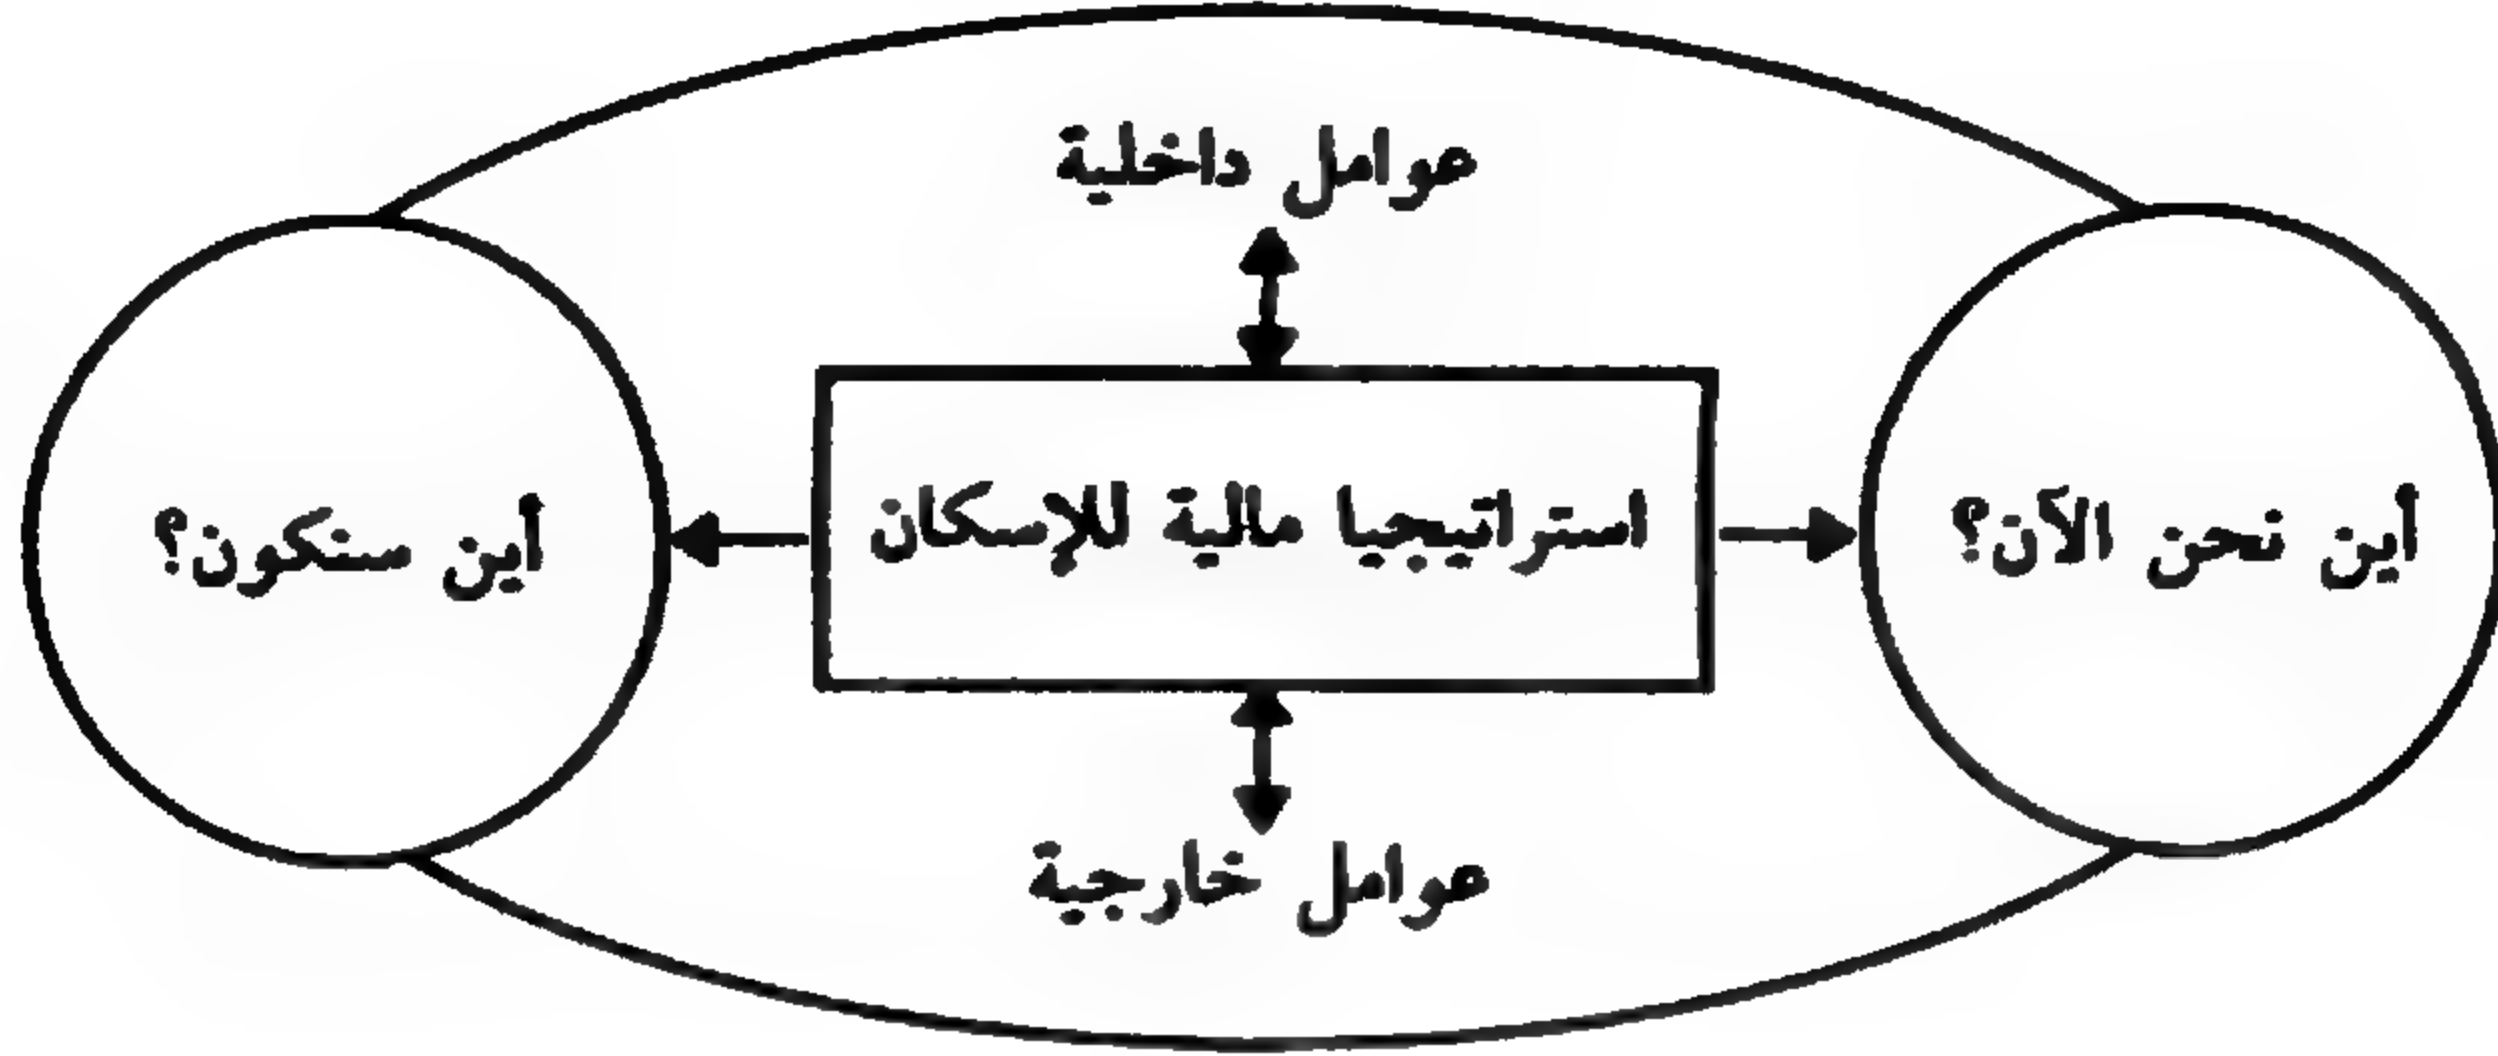 عوامل داخلية
أين نحن الآن؟
استراتيجيا مالية للإسكان
أين سنكون؟
عوامل خارجية